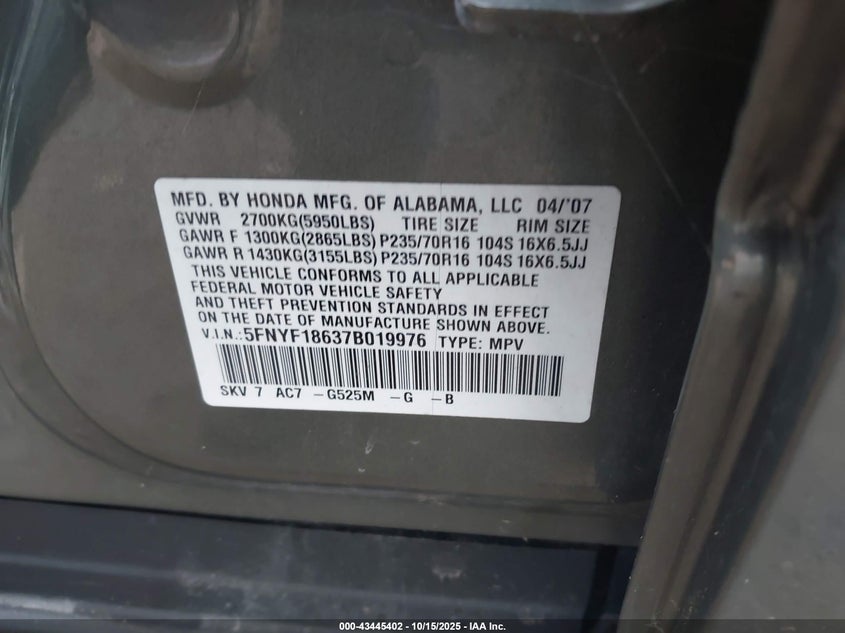 MFD. BY HONDA MFG. OF ALABAMA, LLC 04/'07
GVWR 2700KG(5950LBS) TIRE SIZE RIM SIZE
GAWR F 1300KG(2865LBS) P235/70R16 104S 16X6.5JJ
GAWR R 1430KG(3155LBS) P235/70R16 104S 16X6.5JJ
THIS VEHICLE CONFORMS TO ALL APPLICABLE
FEDERAL MOTOR VEHICLE SAFETY
AND THEFT PREVENTION STANDARDS IN EFFECT
ON THE DATE OF MANUFACTURE SHOWN ABOVE.
V.I.N.:5FNYF18637B019976 TYPE: MPV
SKV 7 AC7 -G525M -G -B
000-43445402 - 10/15/2025 - IAA Inc.